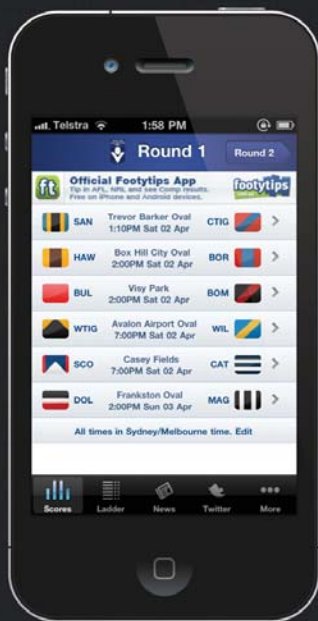 Telstra 1:58 PM
Round 1 Round 2
ft Official Footytips App footytips
Tip in AFL, NRL and see Comp results.
Free on iPhone and Android devices.
SAN Trevor Barker Oval CTIG
1:10PM Sat 02 Apr
HAW Box Hill City Oval BOR
2:00PM Sat 02 Apr
BUL Visy Park BOM
2:00PM Sat 02 Apr
WTIG Avalon Airport Oval WIL
7:00PM Sat 02 Apr
SCO Casey Fields CAT
7:00PM Sat 02 Apr
DOL Frankston Oval MAG
2:00PM Sun 03 Apr
All times in Sydney/Melbourne time. Edit
Scores Ladder News Twitter More